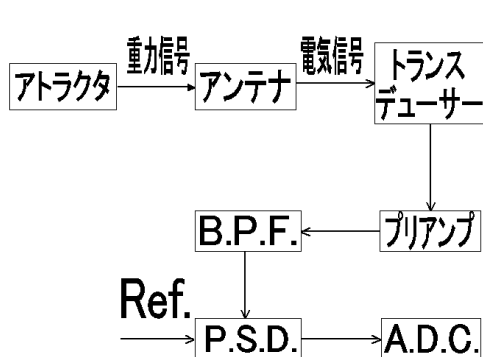 重力信号
電気信号
アトラクタ
アンテナ
トランス
デューサー
B.P.F.
プリアンプ
Ref.
P.S.D.
A.D.C.